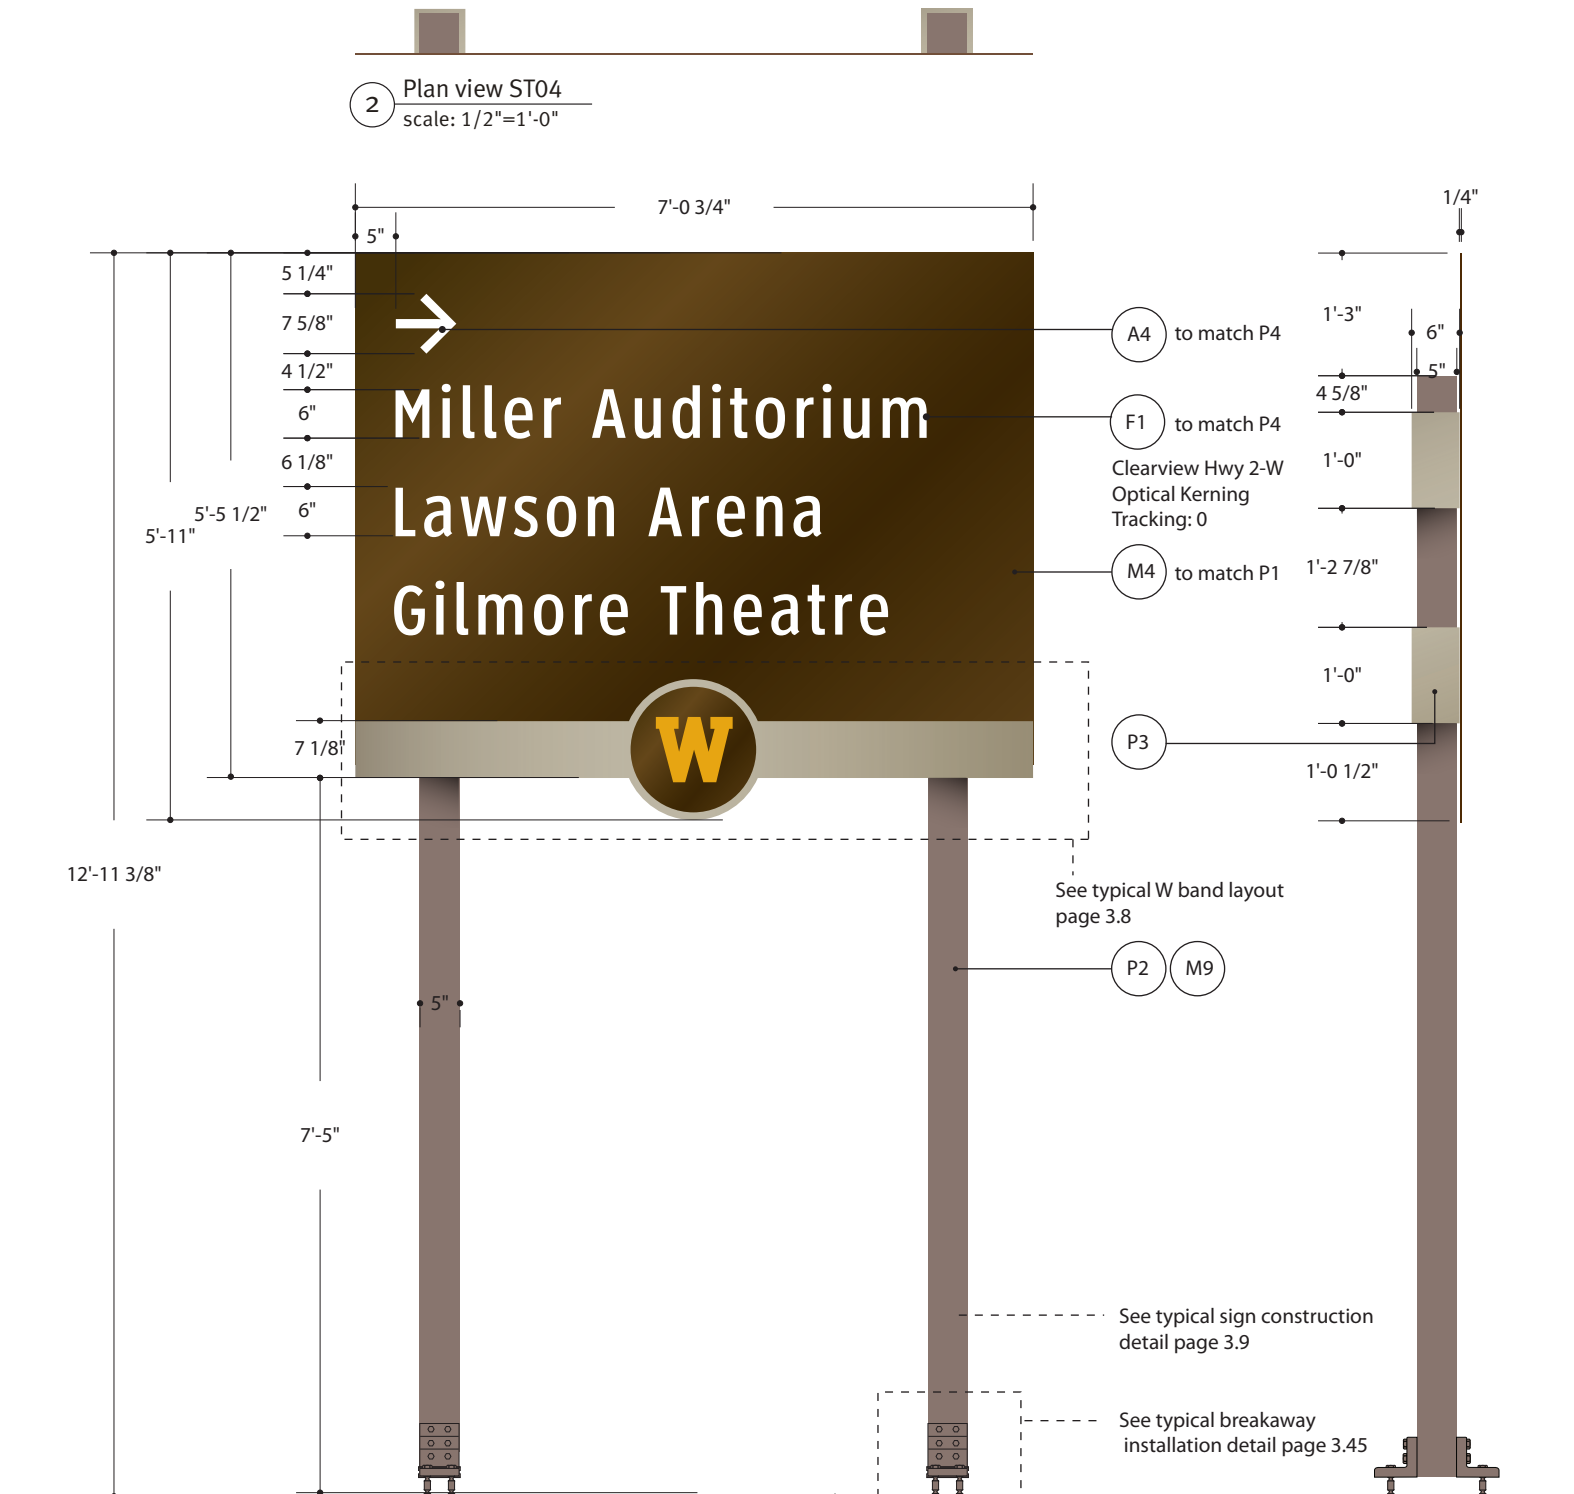 2 Plan view ST04
scale: 1/2"=1'-0"
7'-0 3/4"
1/4"
5"
5 1/4"
7 5/8"
4 1/2"
6"
6 1/8"
6"
5'-5 1/2"
5'-11"
7 1/8"
12'-11 3/8"
7'-5"
5"
Miller Auditorium
Lawson Arena
Gilmore Theatre
W
A4 to match P4
F1 to match P4
Clearview Hwy 2-W
Optical Kerning
Tracking: 0
M4 to match P1
P3
See typical W band layout
page 3.8
P2 M9
See typical sign construction
detail page 3.9
See typical breakaway
installation detail page 3.45
1'-3"
6"
5"
4 5/8"
1'-0"
1'-2 7/8"
1'-0"
1'-0 1/2"